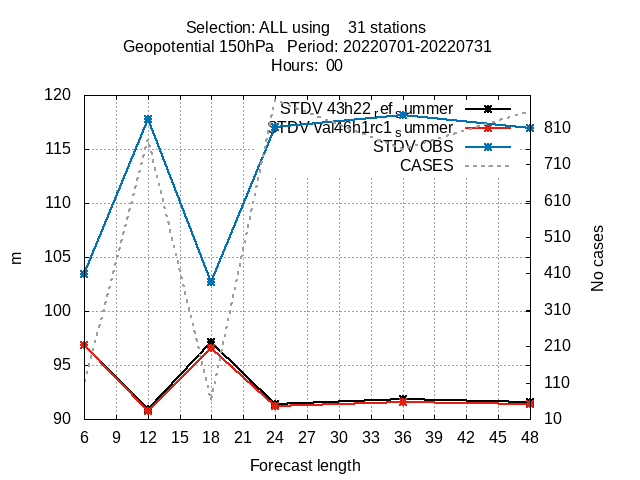 Selection: ALL using 31 stations
Geopotential 150hPa Period: 20220701-20220731
Hours: 00
STDV 43h22_ref_summer
STDV val46h1rc1_summer
STDV OBS
CASES
120
115
110
105
100
95
90
m
810
710
610
510
410
310
210
110
10
No cases
6 9 12 15 18 21 24 27 30 33 36 39 42 45 48
Forecast length